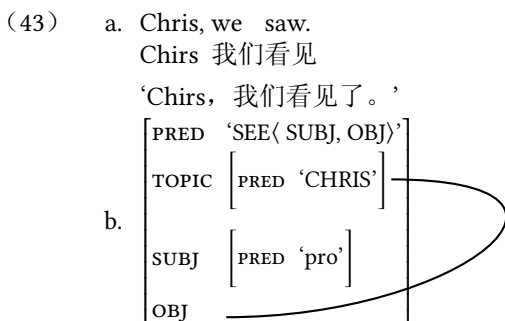 （43） a. Chris, we saw.
Chirs 我们看见
‘Chirs，我们看见了。’
PRED ‘SEE⟨ SUBJ, OBJ⟩’
TOPIC [PRED ‘CHRIS’]
b.
SUBJ [PRED ‘pro’]
OBJ